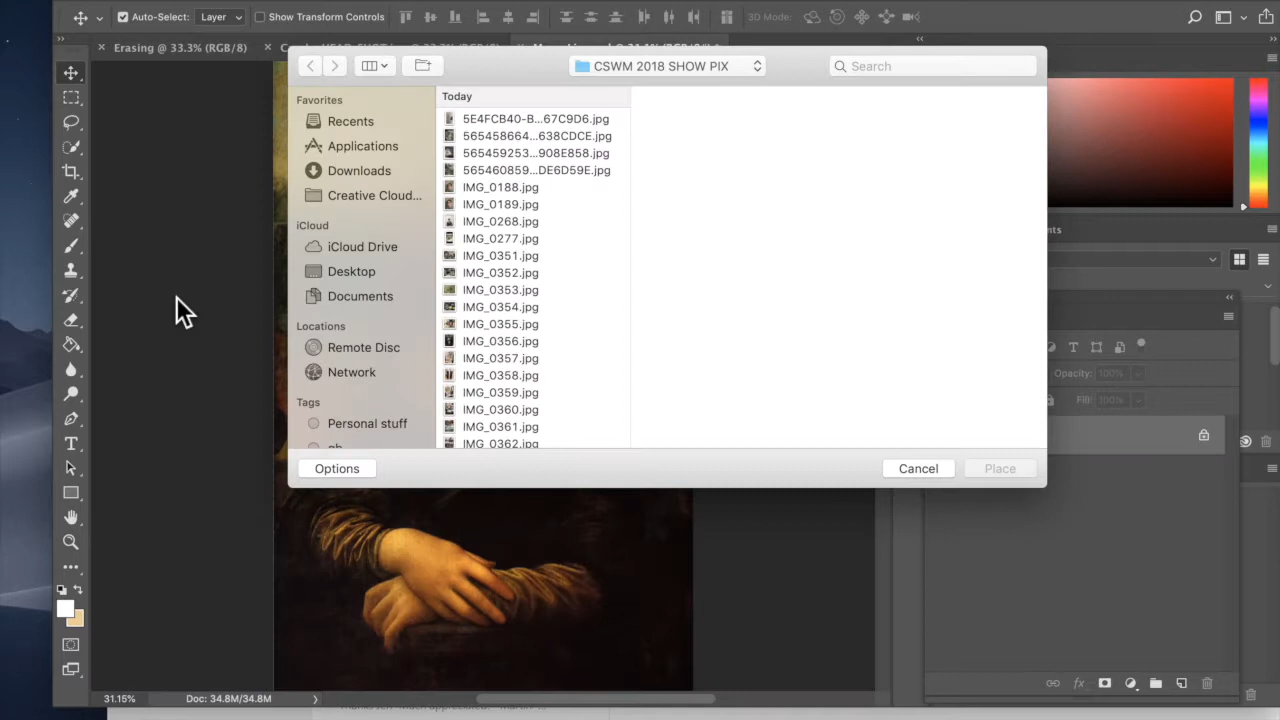 Auto-Select: Layer Show Transform Controls 3D Mode:
Erasing @ 33.3% (RGB/8)
CSWM 2018 SHOW PIX
Search
Favorites
Recents
Applications
Downloads
Creative Cloud...
iCloud
iCloud Drive
Desktop
Documents
Locations
Remote Disc
Network
Tags
Personal stuff
Today
5E4FCB40-B...67C9D6.jpg
565458664...638CDCE.jpg
565459253...908E858.jpg
565460859...DE6D59E.jpg
IMG_0188.jpg
IMG_0189.jpg
IMG_0268.jpg
IMG_0277.jpg
IMG_0351.jpg
IMG_0352.jpg
IMG_0353.jpg
IMG_0354.jpg
IMG_0355.jpg
IMG_0356.jpg
IMG_0357.jpg
IMG_0358.jpg
IMG_0359.jpg
IMG_0360.jpg
IMG_0361.jpg
IMG_0362.jpg
Options
Cancel
Place
nts
Opacity: 100%
Fill: 100%
fx
31.15% Doc: 34.8M/34.8M